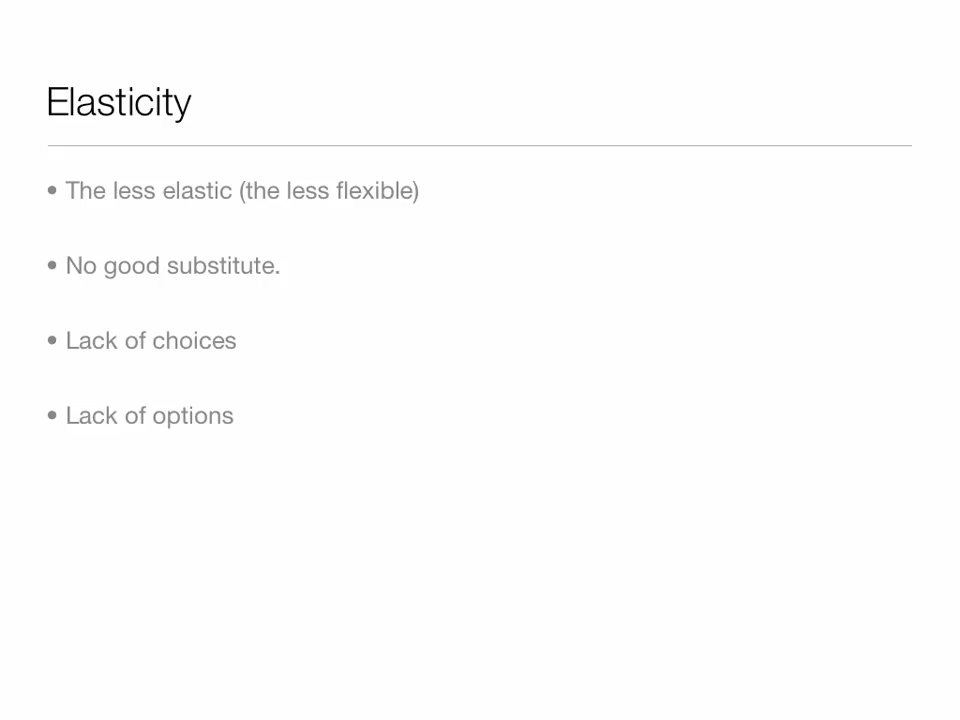 Elasticity
• The less elastic (the less flexible)
• No good substitute.
• Lack of choices
• Lack of options